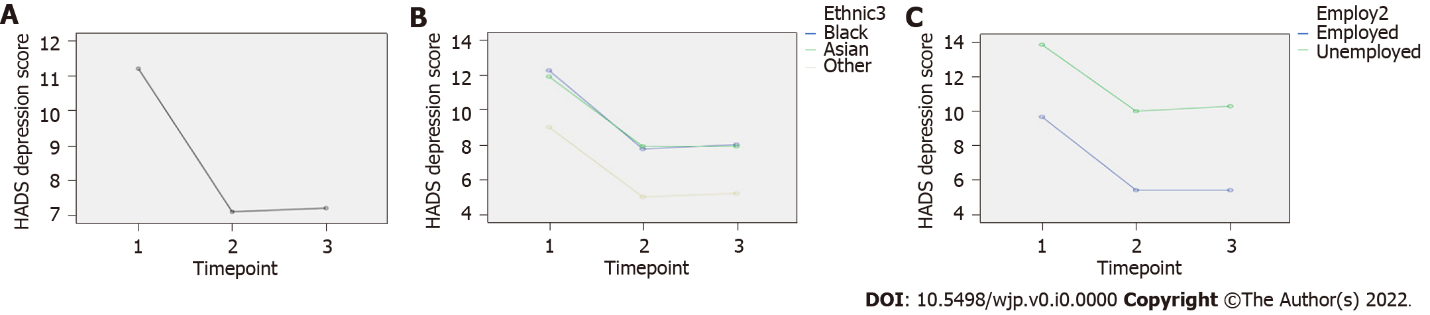 A
HADS depression score
12
11
10
9
8
7
1 2 3
Timepoint
B
HADS depression score
14
12
10
8
6
4
1 2 3
Timepoint
Ethnic3
Black
Asian
Other
C
HADS depression score
14
12
10
8
6
4
1 2 3
Timepoint
Employ2
Employed
Unemployed
DOI: 10.5498/wjp.v0.i0.0000 Copyright ©The Author(s) 2022.